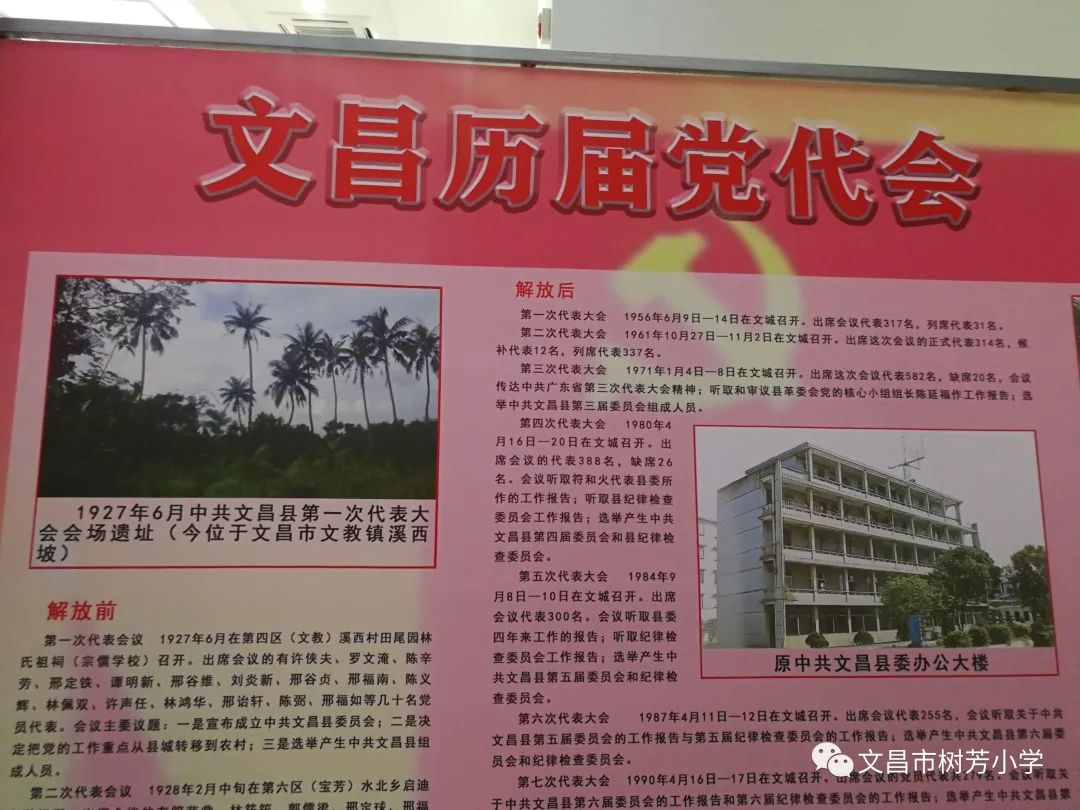 文昌历届党代会
1927年6月中共文昌县第一次代表大
会会场遗址（今位于文昌市文教镇溪西
坡）
解放前
第一次代表会议 1927年6月在第四区（文教）溪西村田尾园林
氏祖祠（宗儒学校）召开。出席会议的有许侠夫、罗文淹、陈辛
劳、邢定铁、谭明新、邢谷维、刘炎新、邢谷贞、邢福南、陈义
辉、林佩双、许声任、林鸿华、邢诒轩、陈弼、邢福如等几十名党
员代表。会议主要议题：一是宣布成立中共文昌县委员会；二是决
定把党的工作重点从县城转移到农村；三是选举产生中共文昌县组
成人员。
第二次代表会议 1928年2月中旬在第六区（宝芳）水北乡启迪
解放后
第一次代表大会 1956年6月9日—14日在文城召开。出席会议代表317名，列席代表31名。
第二次代表大会 1961年10月27日—11月2日在文城召开。出席这次会议的正式代表314名，候
补代表12名，列席代表337名。
第三次代表大会 1971年1月4日—8日在文城召开。出席这次会议代表582名，缺席20名，会议
传达中共广东省第三次代表大会精神；听取和审议县革委会党的核心小组组长陈延福作工作报告；选
举中共文昌县第三届委员会组成人员。
第四次代表大会 1980年4
月16日—20日在文城召开。出
席会议的代表388名，缺席26
名。会议听取符和火代表县委所
作的工作报告；听取县纪律检查
委员会工作报告；选举产生中共
文昌县第四届委员会和县纪律检
查委员会。
第五次代表大会 1984年9
月8日—10日在文城召开。出席
会议代表300名。会议听取县委
四年来工作的报告；听取纪律检
查委员会工作报告；选举产生中
共文昌县第五届委员会和纪律检
查委员会。
原中共文昌县委办公大楼
第六次代表大会 1987年4月11日—12日在文城召开。出席会议代表255名，会议听取关于中共
文昌县第五届委员会的工作报告与第五届纪律检查委员会的工作报告；选举产生中共文昌县第六届委
员会和纪律检查委员会。
第七次代表大会 1990年4月16日—17日在文城召开。出席会议的党员代表共279名。会议听取关
于中共文昌县第六届委员会的工作报告和第六届纪律检查委员会的工作报告；选举产生中共文昌县第
文昌市树芳小学